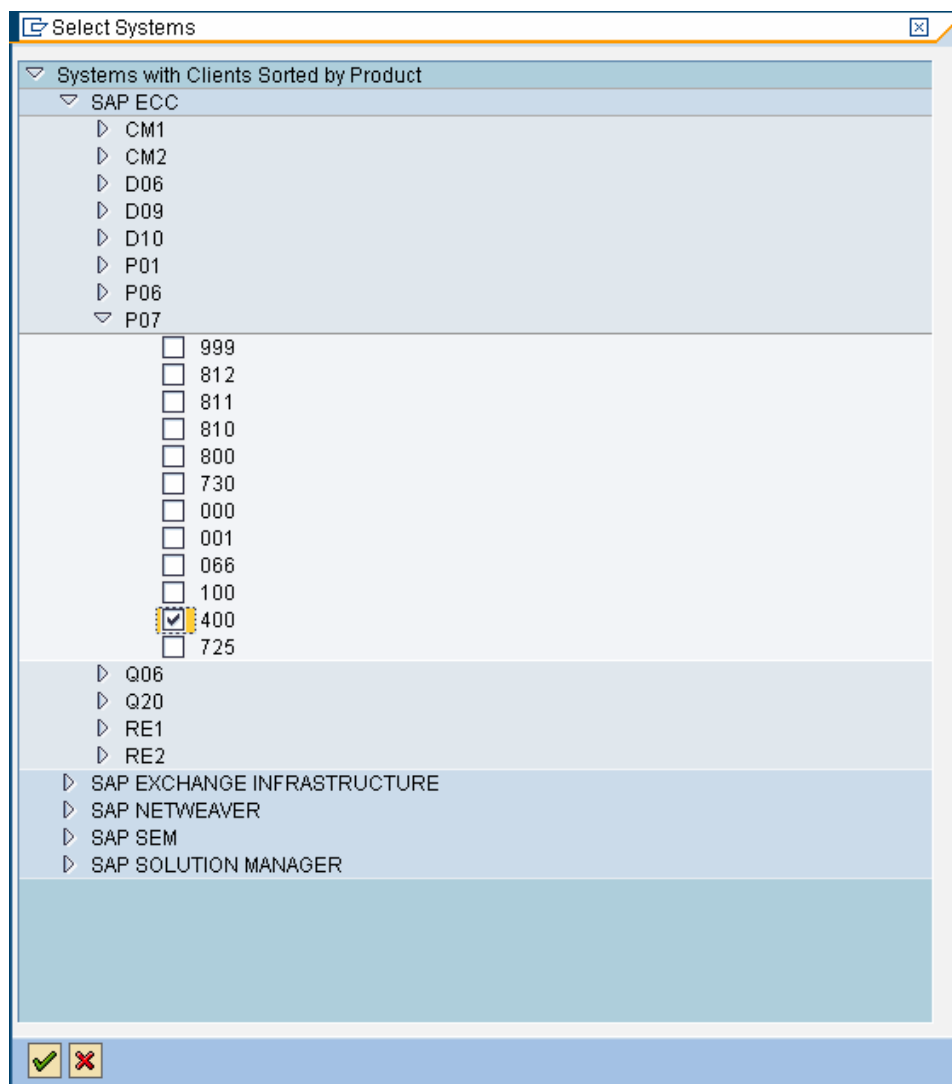 Select Systems
Systems with Clients Sorted by Product
SAP ECC
CM1
CM2
D06
D09
D10
P01
P06
P07
999
812
811
810
800
730
000
001
066
100
400
725
Q06
Q20
RE1
RE2
SAP EXCHANGE INFRASTRUCTURE
SAP NETWEAVER
SAP SEM
SAP SOLUTION MANAGER